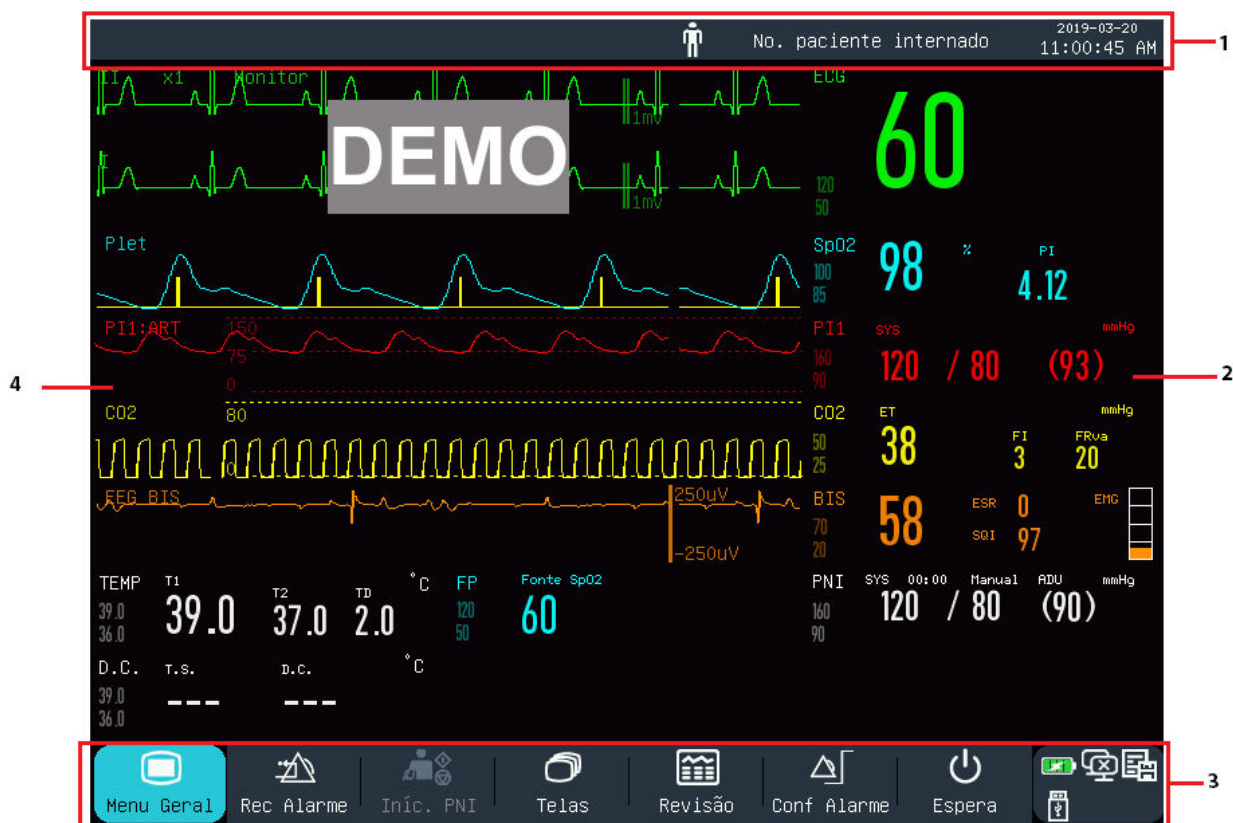 No. paciente internado
2019-03-20
11:00:45 AM
1
II x1 Monitor
1mv
I
1mv
DEMO
ECG
60
120
50
Plet
SpO2
100
85
98 %
PI
4.12
PI1:ART
150
75
0
PI1
160
90
SYS mmHg
120 / 80 (93)
2
4
CO2
80
0
CO2
50
25
ET mmHg
38
FI
3
FRva
20
EEG BIS
250uV
-250uV
BIS
70
20
58
ESR 0
SQI 97
EMG
TEMP
39.0
36.0
T1
39.0
T2
37.0
TD
2.0
°C
FP
120
50
Fonte SpO2
60
PNI
160
90
SYS 00:00 Manual ADU mmHg
120 / 80 (90)
D.C.
39.0
36.0
T.S.
---
D.C.
---
°C
Menu Geral
Rec Alarme
Iníc. PNI
Telas
Revisão
Conf Alarme
Espera
3